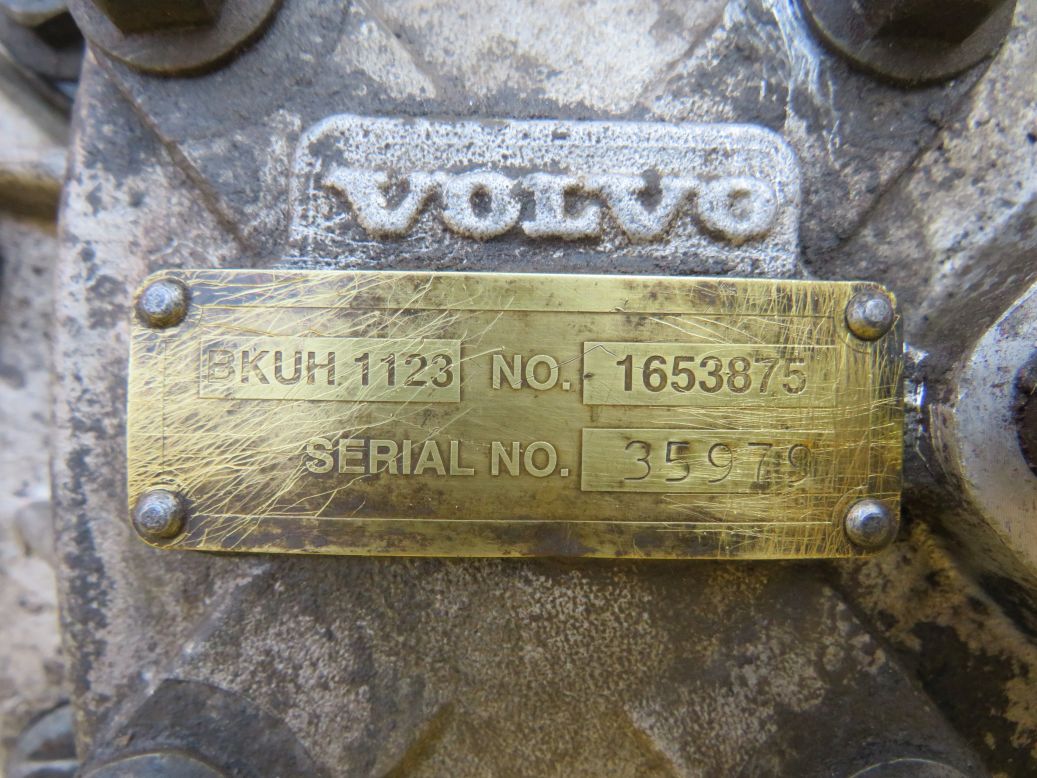 VOLVO
BKUH 1123 NO. 1653875
SERIAL NO. 35979